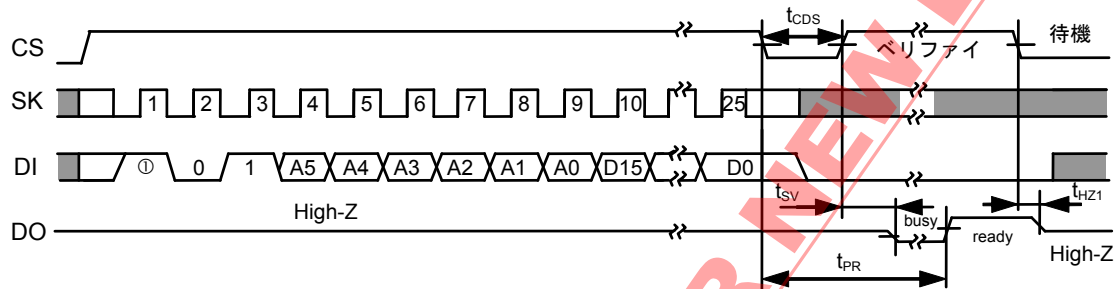 tCDS
CS
ベリファイ
待機
SK
1 2 3 4 5 6 7 8 9 10 25
DI
① 0 1 A5 A4 A3 A2 A1 A0 D15 D0
tSV
tHZ1
High-Z
busy
DO
ready
High-Z
tPR
R NEW